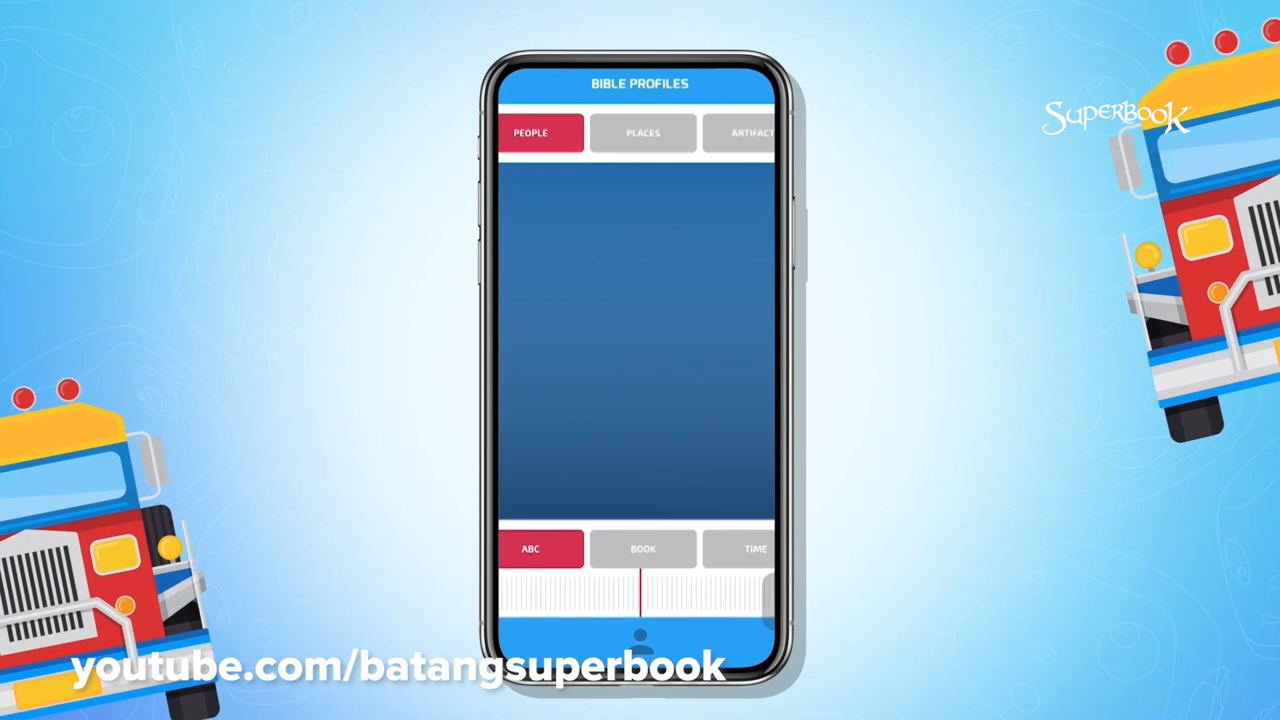 BIBLE PROFILES
PEOPLE
PLACES
ARTIFACT
SUPERBOOK
ABC
BOOK
TIME
youtube.com/batangsuperbook